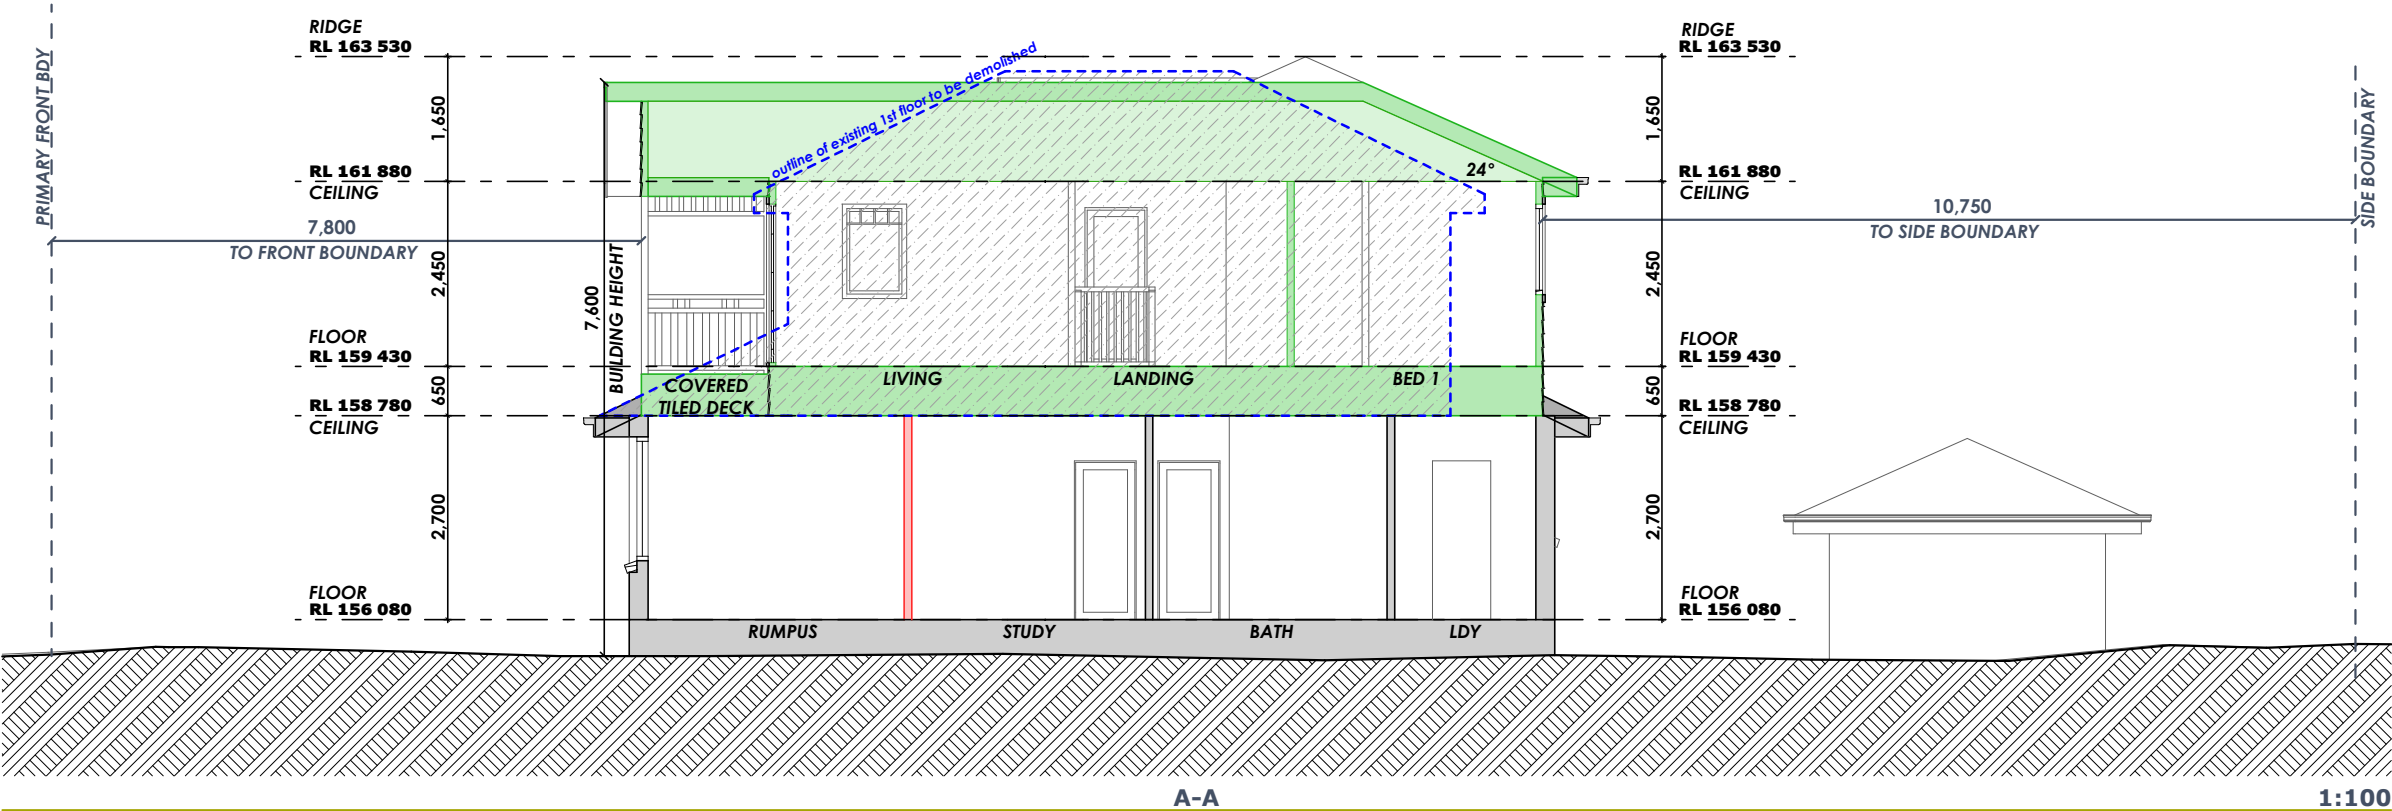 PRIMARY FRONT BDY
RIDGE
RL 163 530
1,650
RL 161 880
CEILING
7,800
TO FRONT BOUNDARY
2,450
FLOOR
RL 159 430
650
RL 158 780
CEILING
2,700
FLOOR
RL 156 080
7,600
BUILDING HEIGHT
outline of existing 1st floor to be demolished
24°
COVERED
TILED DECK
LIVING
LANDING
BED 1
RUMPUS
STUDY
BATH
LDY
RIDGE
RL 163 530
1,650
RL 161 880
CEILING
10,750
TO SIDE BOUNDARY
2,450
FLOOR
RL 159 430
650
RL 158 780
CEILING
2,700
FLOOR
RL 156 080
SIDE BOUNDARY
A-A
1:100